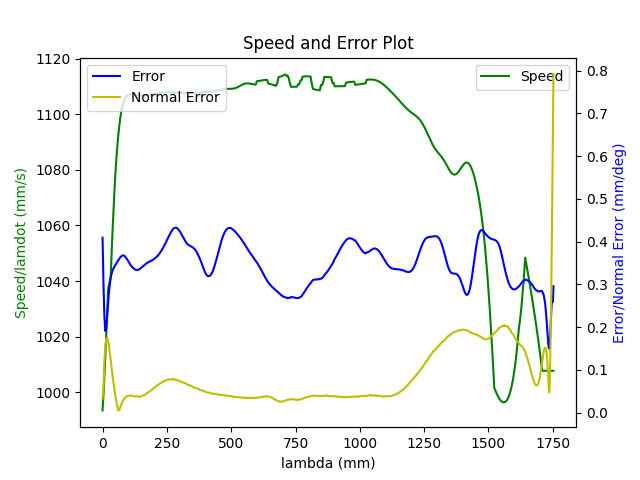 Speed and Error Plot
Error
Normal Error
Speed
1120
1100
1080
1060
1040
1020
1000
Speed/lamdot (mm/s)
0.8
0.7
0.6
0.5
0.4
0.3
0.2
0.1
0.0
Error/Normal Error (mm/deg)
0 250 500 750 1000 1250 1500 1750
lambda (mm)